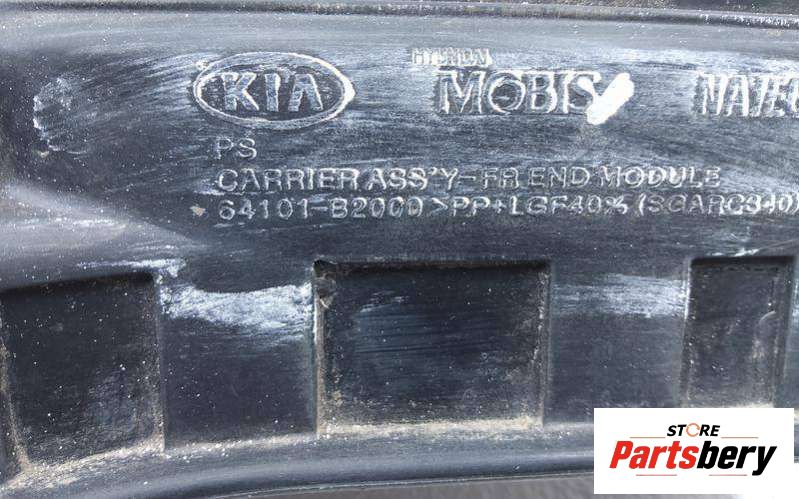 KIA
HYUNDAI
MOBIS
PS
CARRIER ASS'Y-FR END MODULE
64101-B2000 >PP+LGF40%
STORE
Partsbery